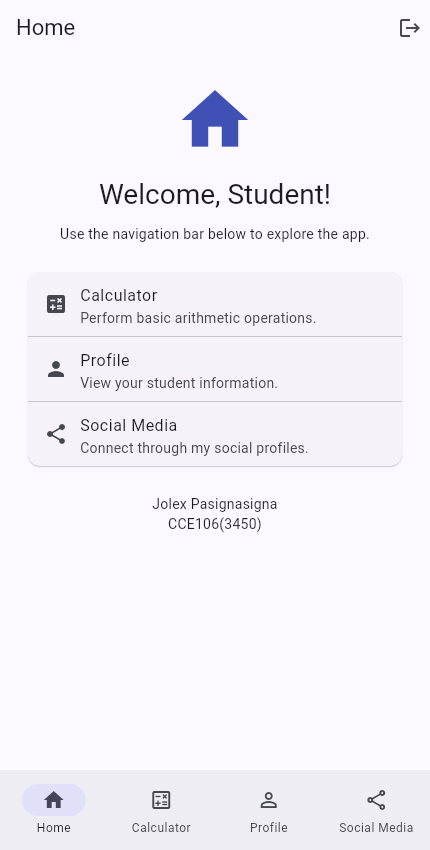 Home
Welcome, Student!
Use the navigation bar below to explore the app.
Calculator
Perform basic arithmetic operations.
Profile
View your student information.
Social Media
Connect through my social profiles.
Jolex Pasignasigna
CCE106(3450)
Home
Calculator
Profile
Social Media